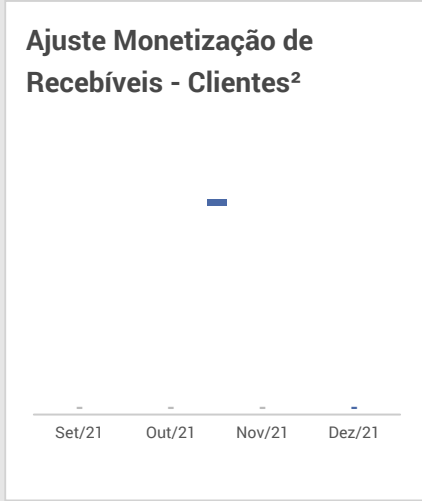 Ajuste Monetização de
Recebíveis - Clientes²
- - - -
Set/21 Out/21 Nov/21 Dez/21